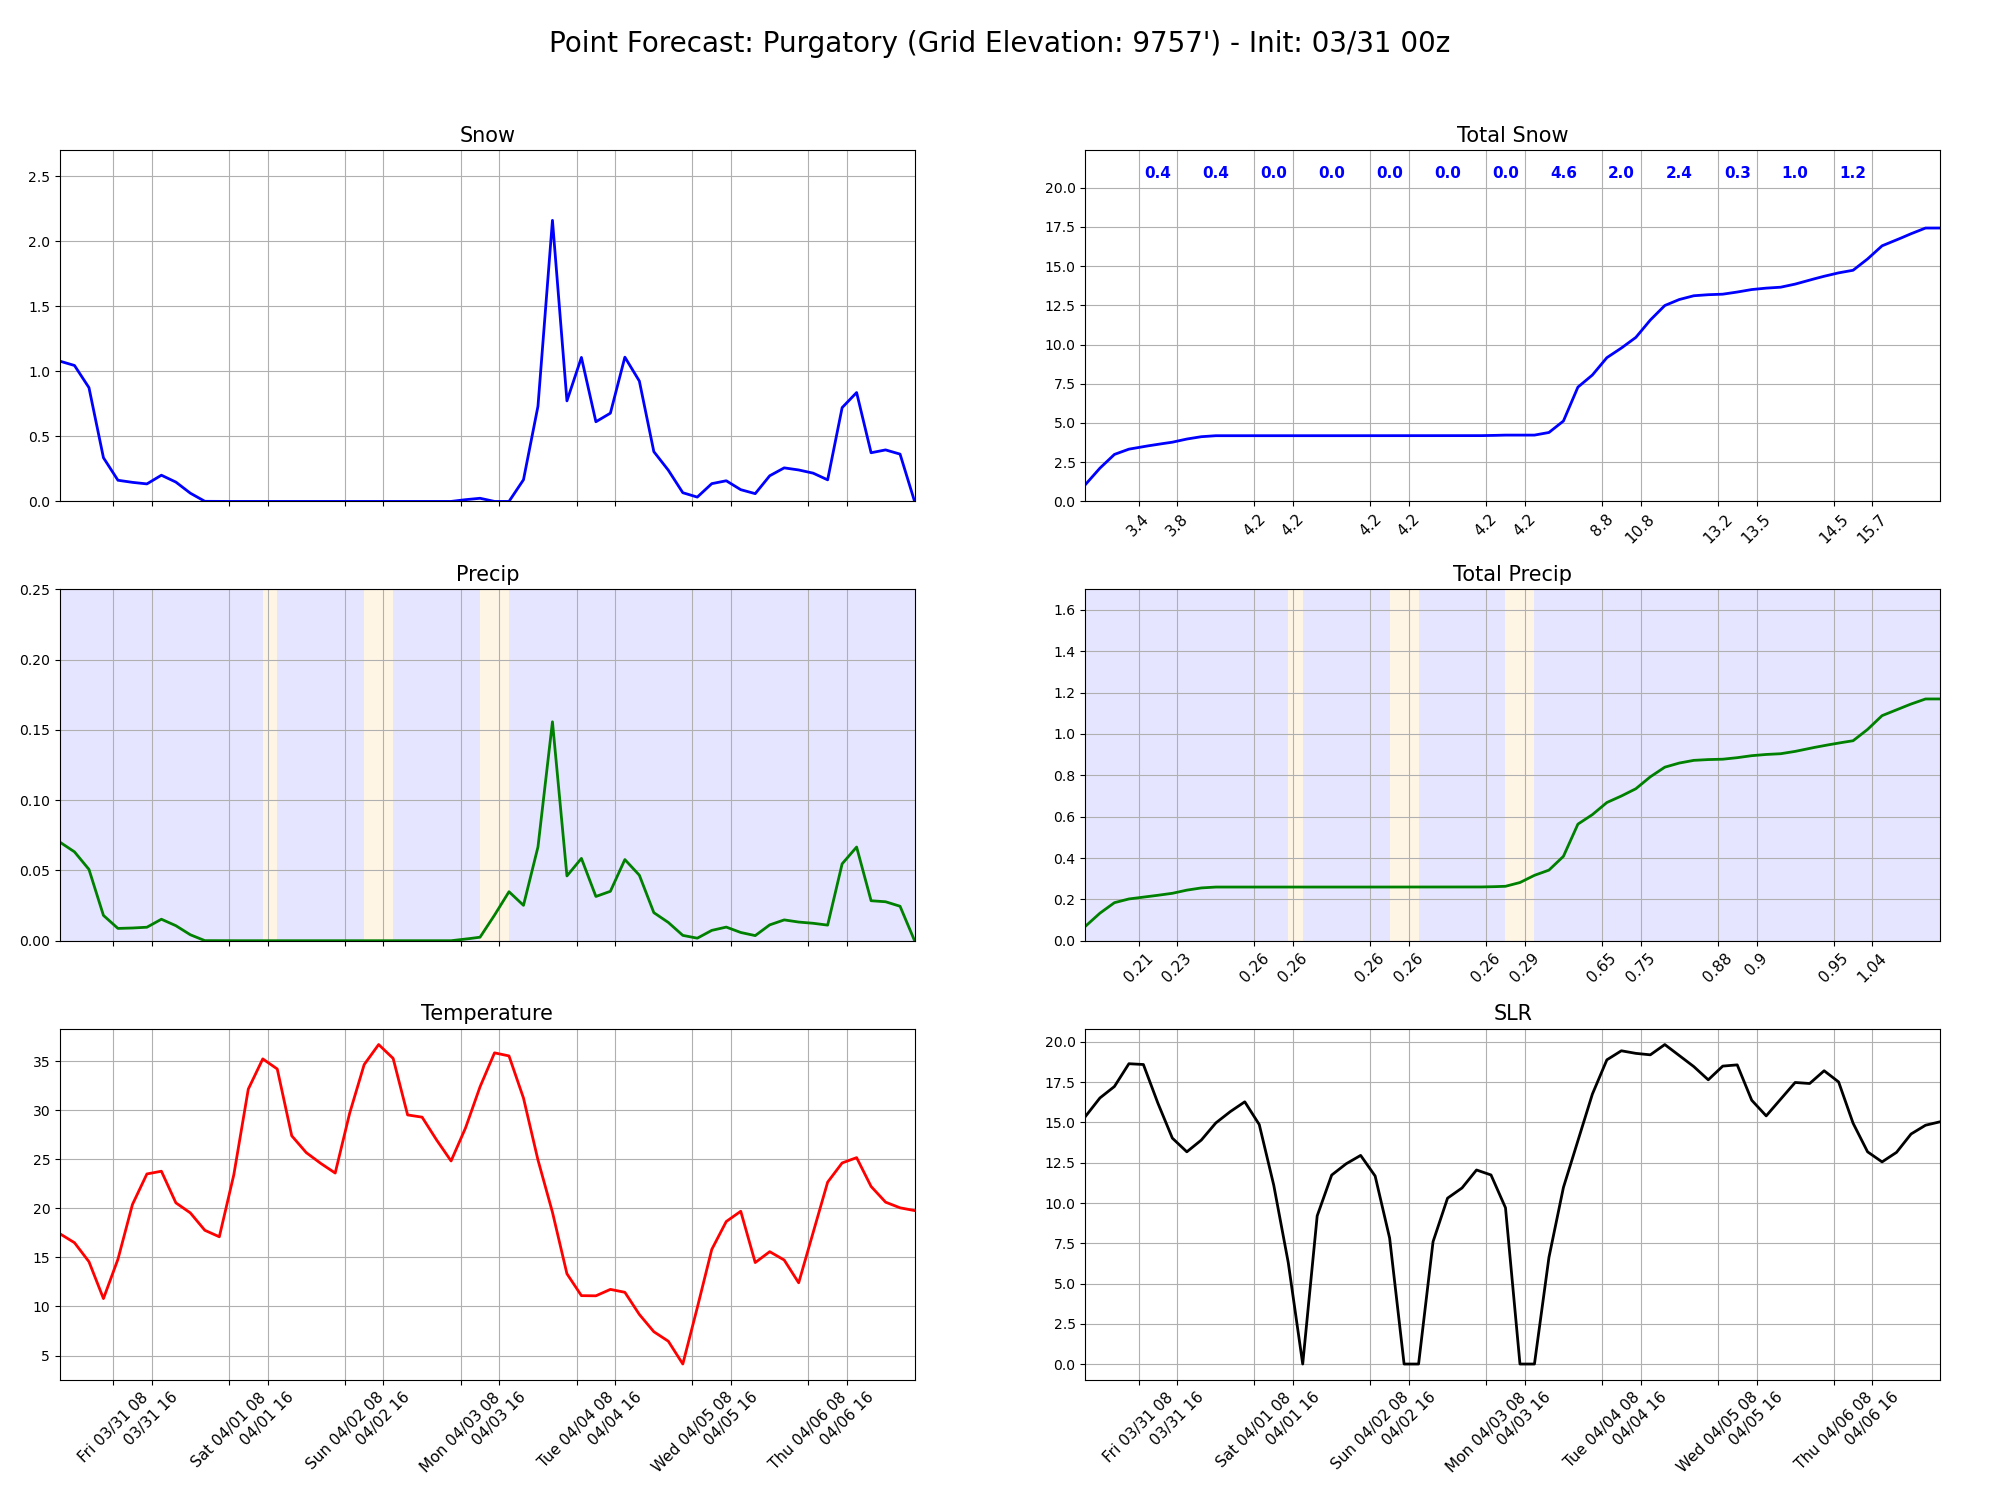 Point Forecast: Purgatory (Grid Elevation: 9757') - Init: 03/31 00z
Snow
2.5
2.0
1.5
1.0
0.5
0.0
Total Snow
0.4 0.4 0.0 0.0 0.0 0.0 0.0 4.6 2.0 2.4 0.3 1.0 1.2
20.0
17.5
15.0
12.5
10.0
7.5
5.0
2.5
0.0
3.4 3.8 4.2 4.2 4.2 4.2 4.2 4.2 8.8 10.8 13.2 13.5 14.5 15.7
Precip
0.25
0.20
0.15
0.10
0.05
0.00
Total Precip
1.6
1.4
1.2
1.0
0.8
0.6
0.4
0.2
0.0
0.21 0.23 0.26 0.26 0.26 0.26 0.26 0.29 0.65 0.75 0.88 0.9 0.95 1.04
Temperature
35
30
25
20
15
10
5
Fri 03/31 08
03/31 16
Sat 04/01 08
04/01 16
Sun 04/02 08
04/02 16
Mon 04/03 08
04/03 16
Tue 04/04 08
04/04 16
Wed 04/05 08
04/05 16
Thu 04/06 08
04/06 16
SLR
20.0
17.5
15.0
12.5
10.0
7.5
5.0
2.5
0.0
Fri 03/31 08
03/31 16
Sat 04/01 08
04/01 16
Sun 04/02 08
04/02 16
Mon 04/03 08
04/03 16
Tue 04/04 08
04/04 16
Wed 04/05 08
04/05 16
Thu 04/06 08
04/06 16